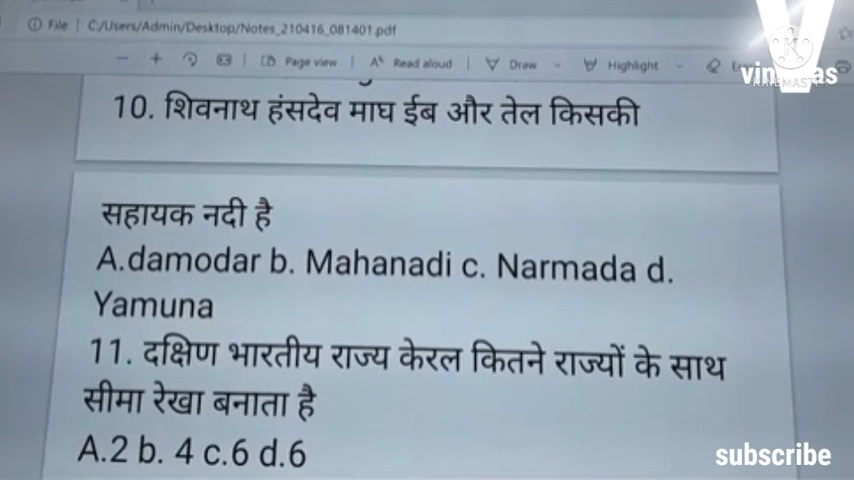 File | C:/Users/Admin/Desktop/Notes_210416_081401.pdf
Page view | Read aloud | Draw Highlight
10. शिवनाथ हंसदेव माघ ईब और तेल किसकी
सहायक नदी है
A.damodar b. Mahanadi c. Narmada d.
Yamuna
11. दक्षिण भारतीय राज्य केरल कितने राज्यों के साथ
सीमा रेखा बनाता है
A.2 b. 4 c.6 d.6
subscribe